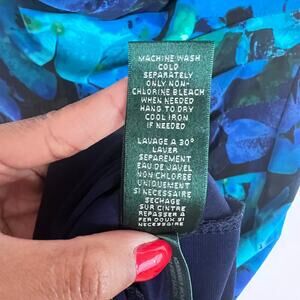 MACHINE WASH
COLD
SEPARATELY
ONLY NON-
CHLORINE BLEACH
WHEN NEEDED
HANG TO DRY
COOL IRON
IF NEEDED
LAVAGE A 30°
LAVER
SEPAREMENT
EAU DE JAVEL
NON CHLOREE
UNIQUEMENT
SI NECESSAIRE
SECHAGE
SUR CINTRE
REPASSER A
FER DOUX SI
NECESSAIRE